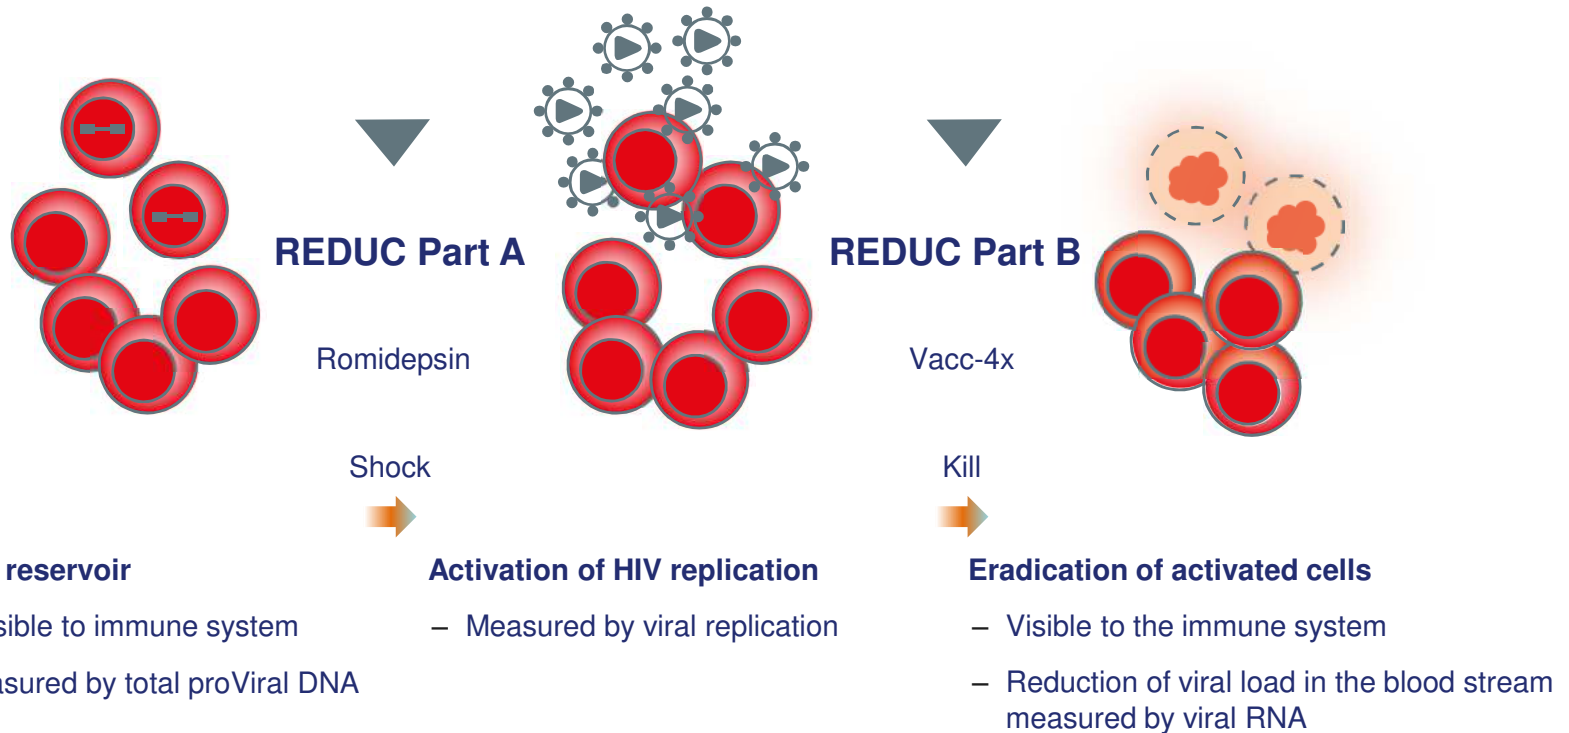 REDUC Part A
REDUC Part B
Romidepsin
Vacc-4x
Shock
Kill
reservoir
sible to immune system
asured by total proViral DNA
Activation of HIV replication
– Measured by viral replication
Eradication of activated cells
– Visible to the immune system
– Reduction of viral load in the blood stream
measured by viral RNA